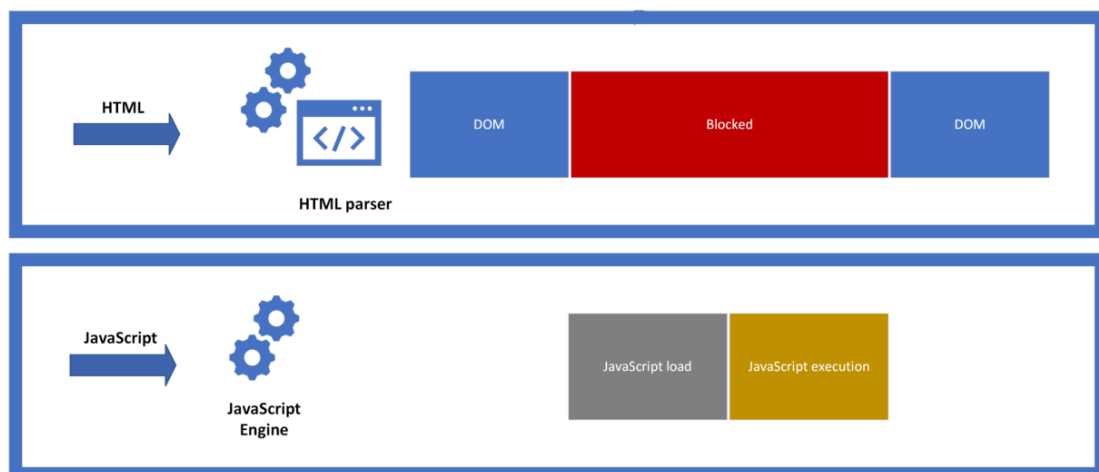 HTML
</>
HTML parser
DOM
Blocked
DOM
JavaScript
JavaScript
Engine
JavaScript load
JavaScript execution